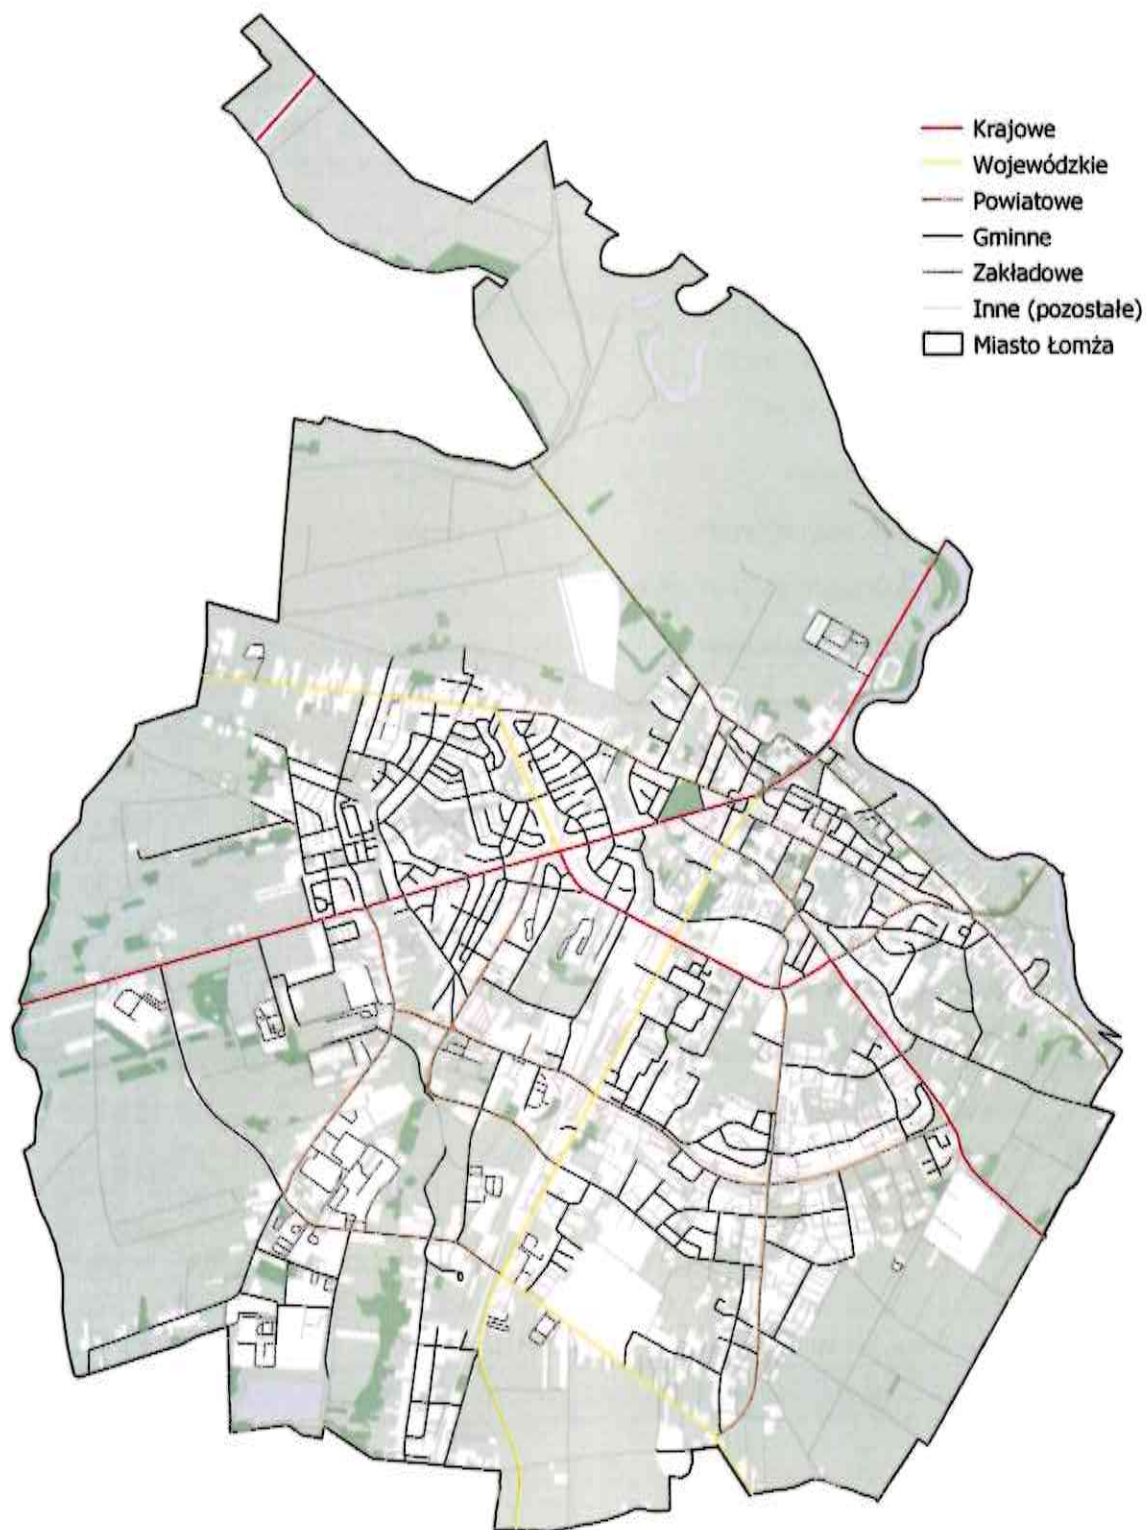 Krajowe
Wojewódzkie
Powiatowe
Gminne
Zakładowe
Inne (pozostałe)
Miasto Łomża